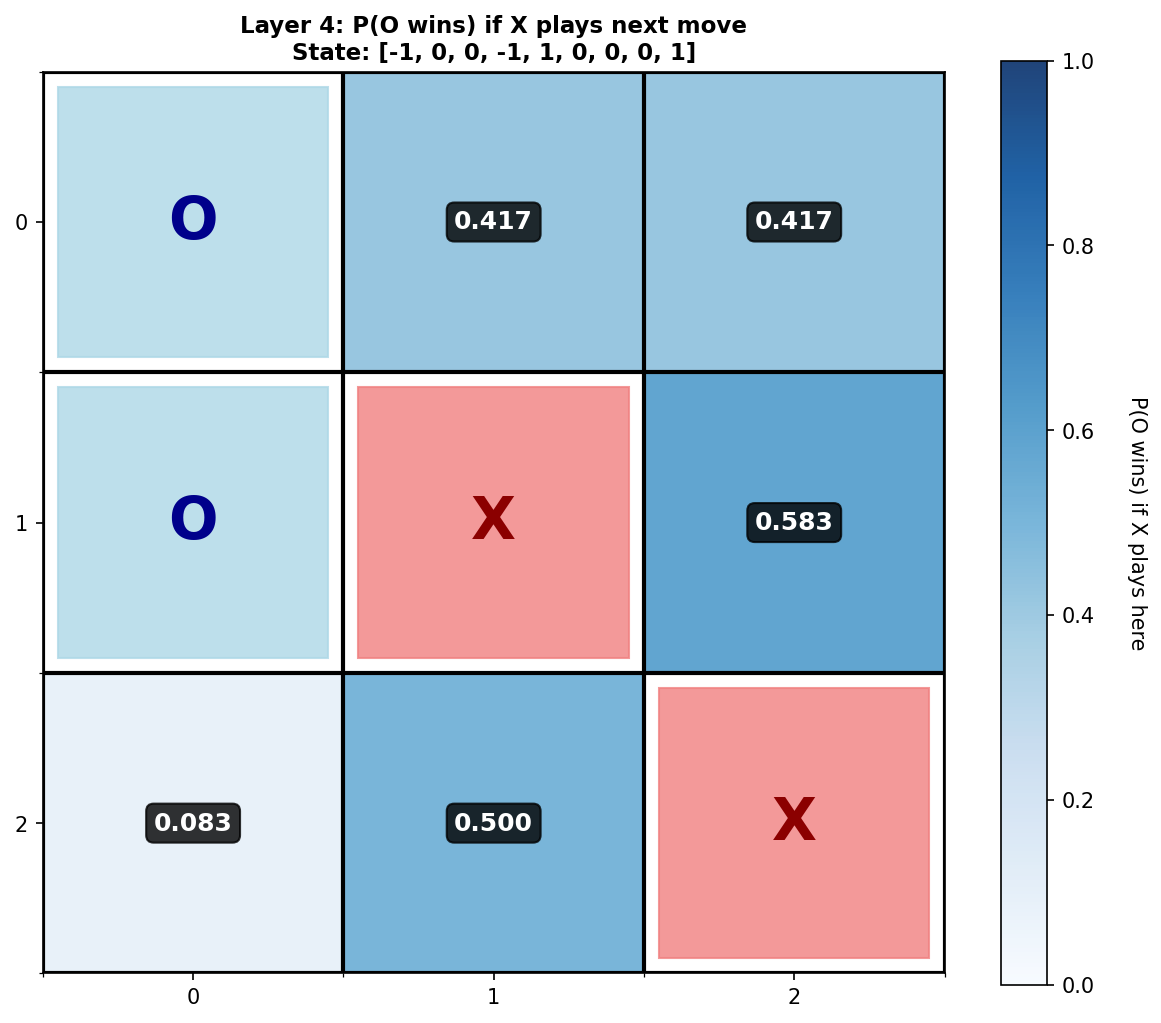 Layer 4: P(O wins) if X plays next move
State: [-1, 0, 0, -1, 1, 0, 0, 0, 1]
O
0.417
0.417
O
X
0.583
0.083
0.500
X
0
1
2
0
1
2
1.0
0.8
0.6
0.4
0.2
0.0
P(O wins) if X plays here